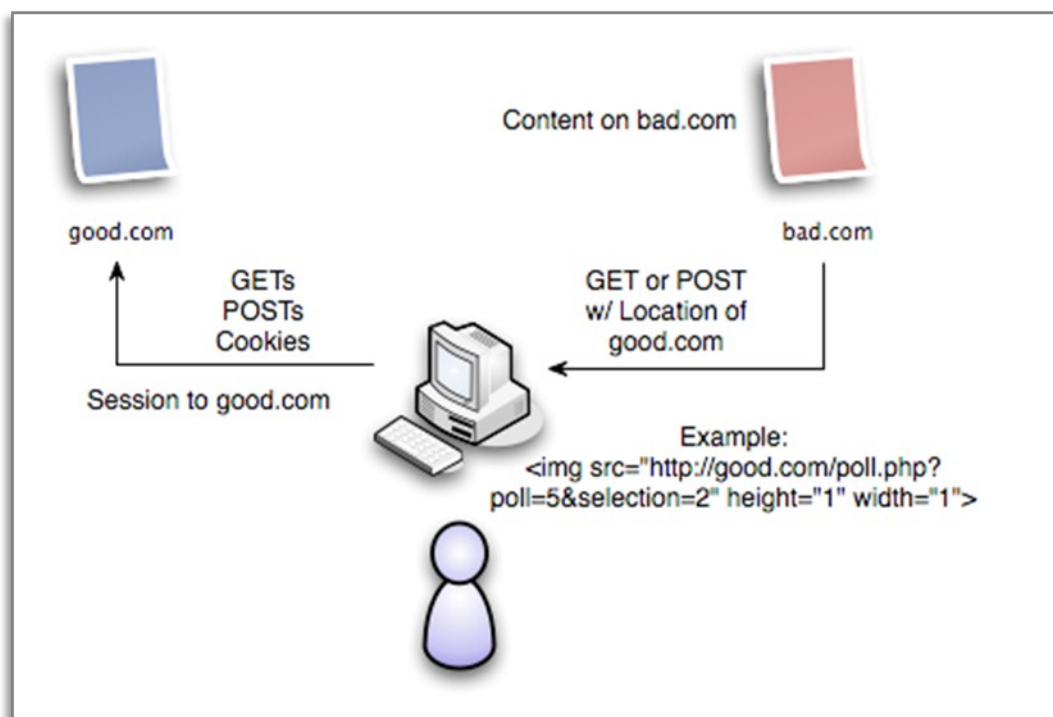 Content on bad.com
good.com
bad.com
GETs
POSTs
Cookies
GET or POST
w/ Location of
good.com
Session to good.com
Example:
<img src="http://good.com/poll.php?
poll=5&selection=2" height="1" width="1">